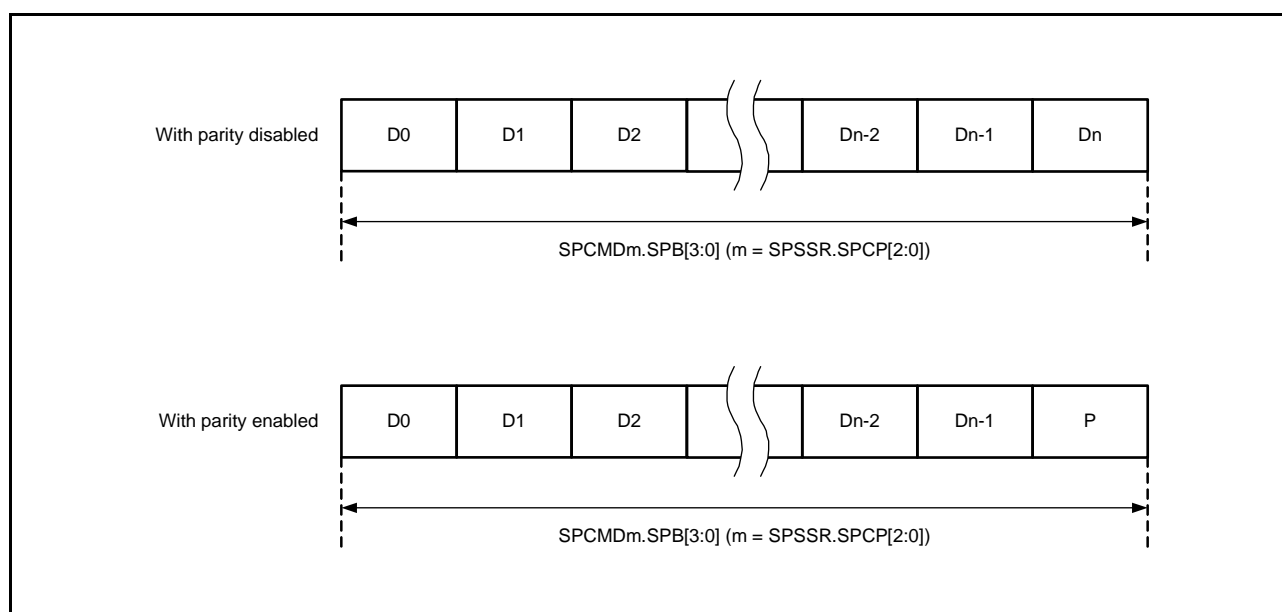 With parity disabled D0 D1 D2 Dn-2 Dn-1 Dn
SPCMDm.SPB[3:0] (m = SPSSR.SPCP[2:0])
With parity enabled D0 D1 D2 Dn-2 Dn-1 P
SPCMDm.SPB[3:0] (m = SPSSR.SPCP[2:0])